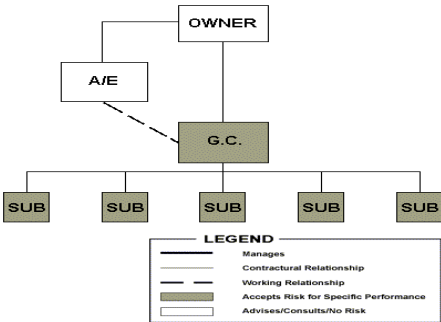 OWNER
A/E
G.C.
SUB SUB SUB SUB SUB
LEGEND
Manages
Contractural Relationship
Working Relationship
Accepts Risk for Specific Performance
Advises/Consults/No Risk